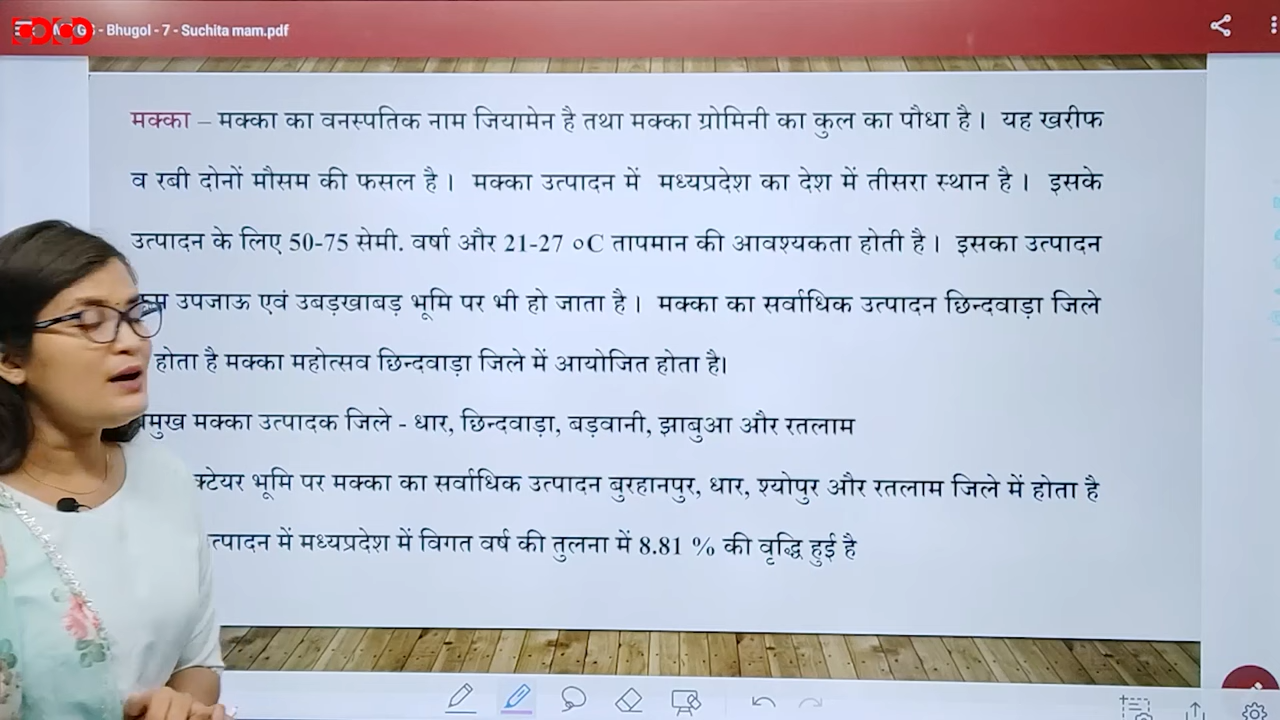 - Bhugol - 7 - Suchita mam.pdf
मक्का – मक्का का वनस्पतिक नाम जियामेन है तथा मक्का ग्रोमिनी का कुल का पौधा है। यह खरीफ
व रबी दोनों मौसम की फसल है। मक्का उत्पादन में मध्यप्रदेश का देश में तीसरा स्थान है। इसके
उत्पादन के लिए 50-75 सेमी. वर्षा और 21-27 oC तापमान की आवश्यकता होती है। इसका उत्पादन
उपजाऊ एवं उबड़खाबड़ भूमि पर भी हो जाता है। मक्का का सर्वाधिक उत्पादन छिन्दवाड़ा जिले
होता है मक्का महोत्सव छिन्दवाड़ा जिले में आयोजित होता है।
मक्का उत्पादक जिले - धार, छिन्दवाड़ा, बड़वानी, झाबुआ और रतलाम
भूमि पर मक्का का सर्वाधिक उत्पादन बुरहानपुर, धार, श्योपुर और रतलाम जिले में होता है
में मध्यप्रदेश में विगत वर्ष की तुलना में 8.81 % की वृद्धि हुई है